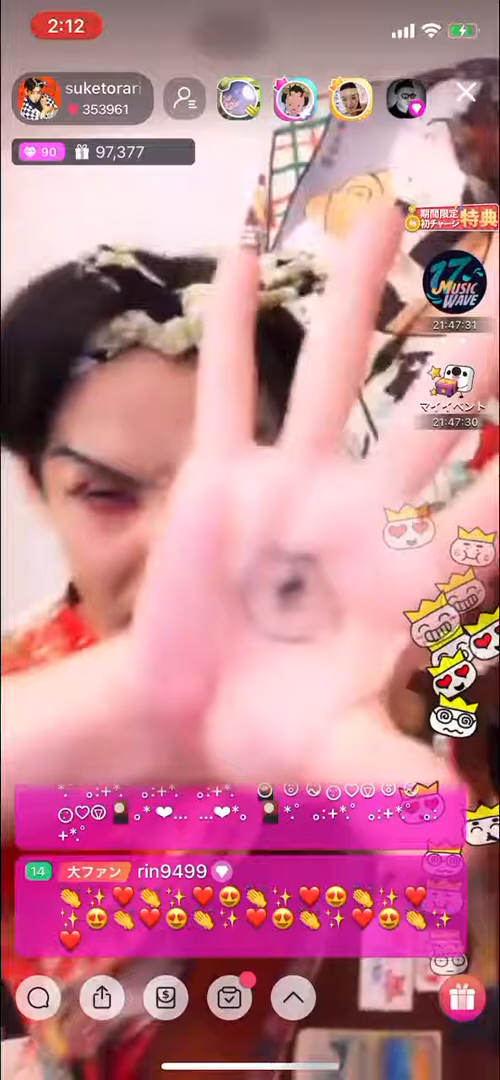 2:12
suketorari
353961
90 97,377
期間限定
初チャージ 特典
17
MUSIC
WAVE
21:47:31
マイイベント
21:47:30
14 大ファン rin9499